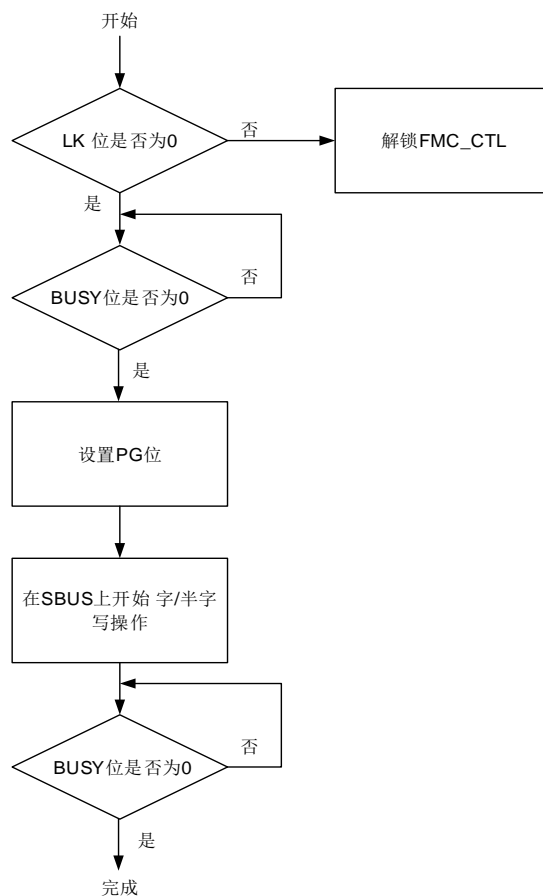 开始
LK 位是否为0
否
解锁FMC_CTL
是
BUSY位是否为0
否
是
设置PG位
在SBUS上开始 字/半字
写操作
BUSY位是否为0
否
是
完成